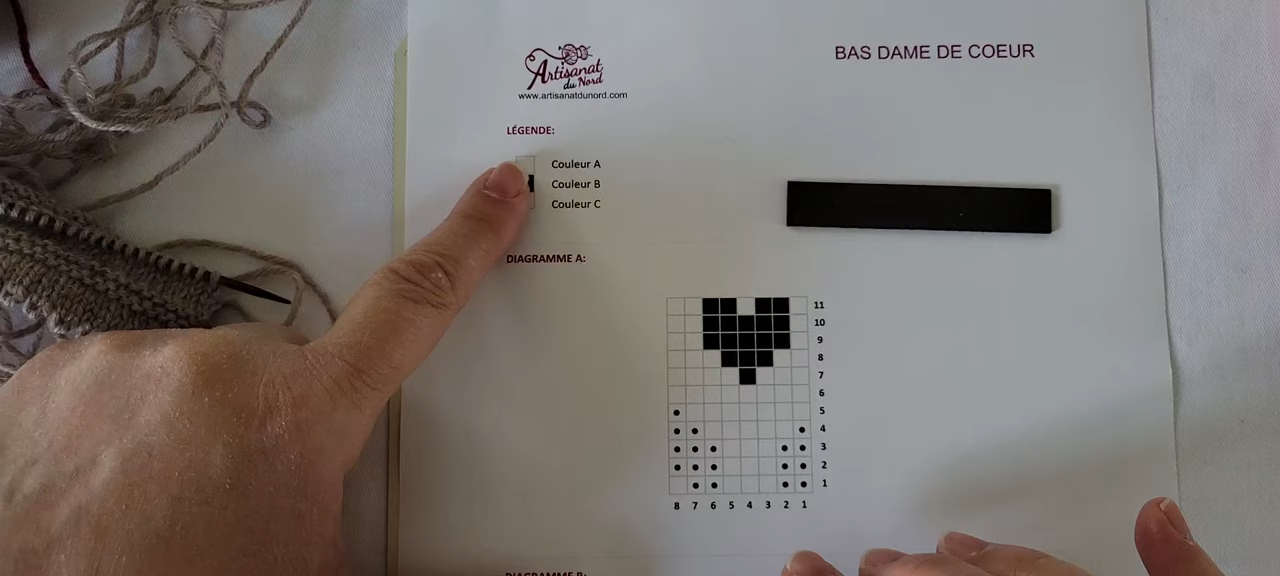 Artisanat
du Nord
www.artisanatdunord.com
BAS DAME DE COEUR
LÉGENDE:
Couleur A
Couleur B
Couleur C
DIAGRAMME A:
11
10
9
8
7
6
5
4
3
2
1
8 7 6 5 4 3 2 1
DIAGRAMME B: